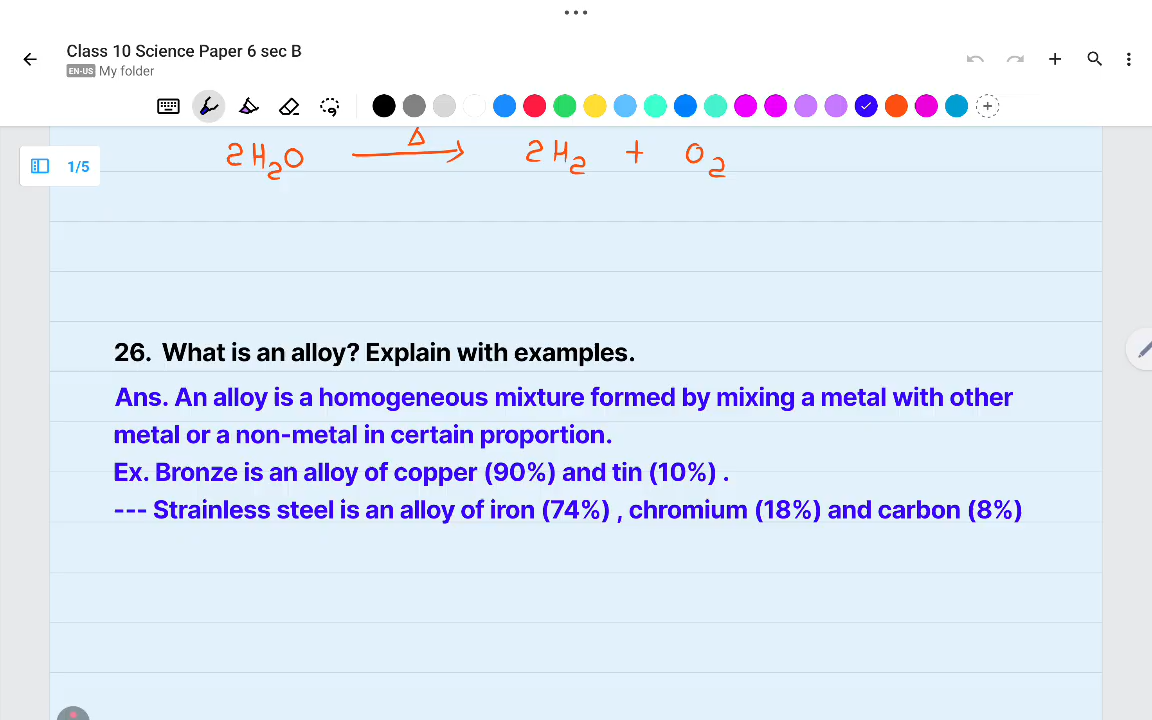 Class 10 Science Paper 6 sec B
EN-US My folder
1/5
2H₂O —Δ→ 2H₂ + O₂
26. What is an alloy? Explain with examples.
Ans. An alloy is a homogeneous mixture formed by mixing a metal with other
metal or a non-metal in certain proportion.
Ex. Bronze is an alloy of copper (90%) and tin (10%) .
--- Strainless steel is an alloy of iron (74%) , chromium (18%) and carbon (8%)